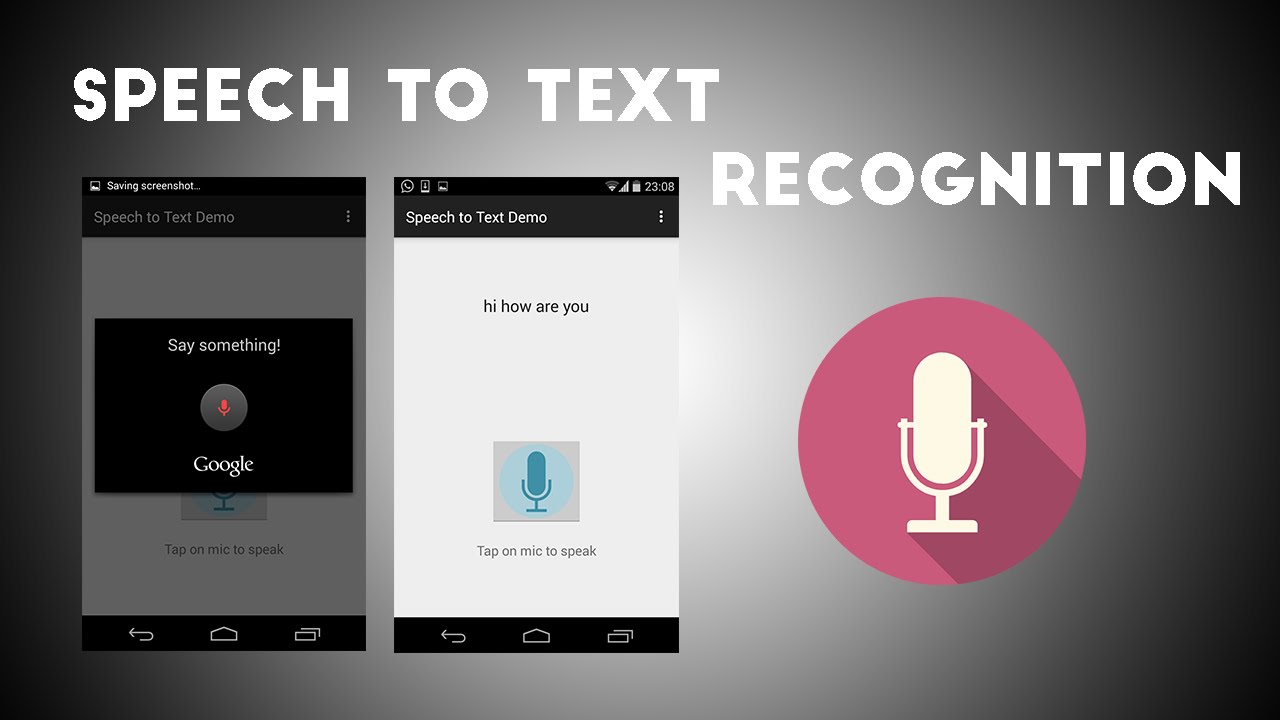 SPEECH TO TEXT
RECOGNITION
Saving screenshot...
Speech to Text Demo
Say something!
Google
Tap on mic to speak
23:08
Speech to Text Demo
hi how are you
Tap on mic to speak